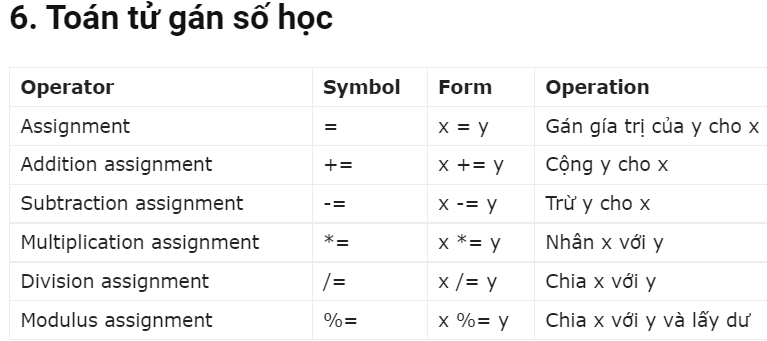 6. Toán tử gán số học
Operator Symbol Form Operation
Assignment = x = y Gán gía trị của y cho x
Addition assignment += x += y Cộng y cho x
Subtraction assignment -= x -= y Trừ y cho x
Multiplication assignment *= x *= y Nhân x với y
Division assignment /= x /= y Chia x với y
Modulus assignment %= x %= y Chia x với y và lấy dư